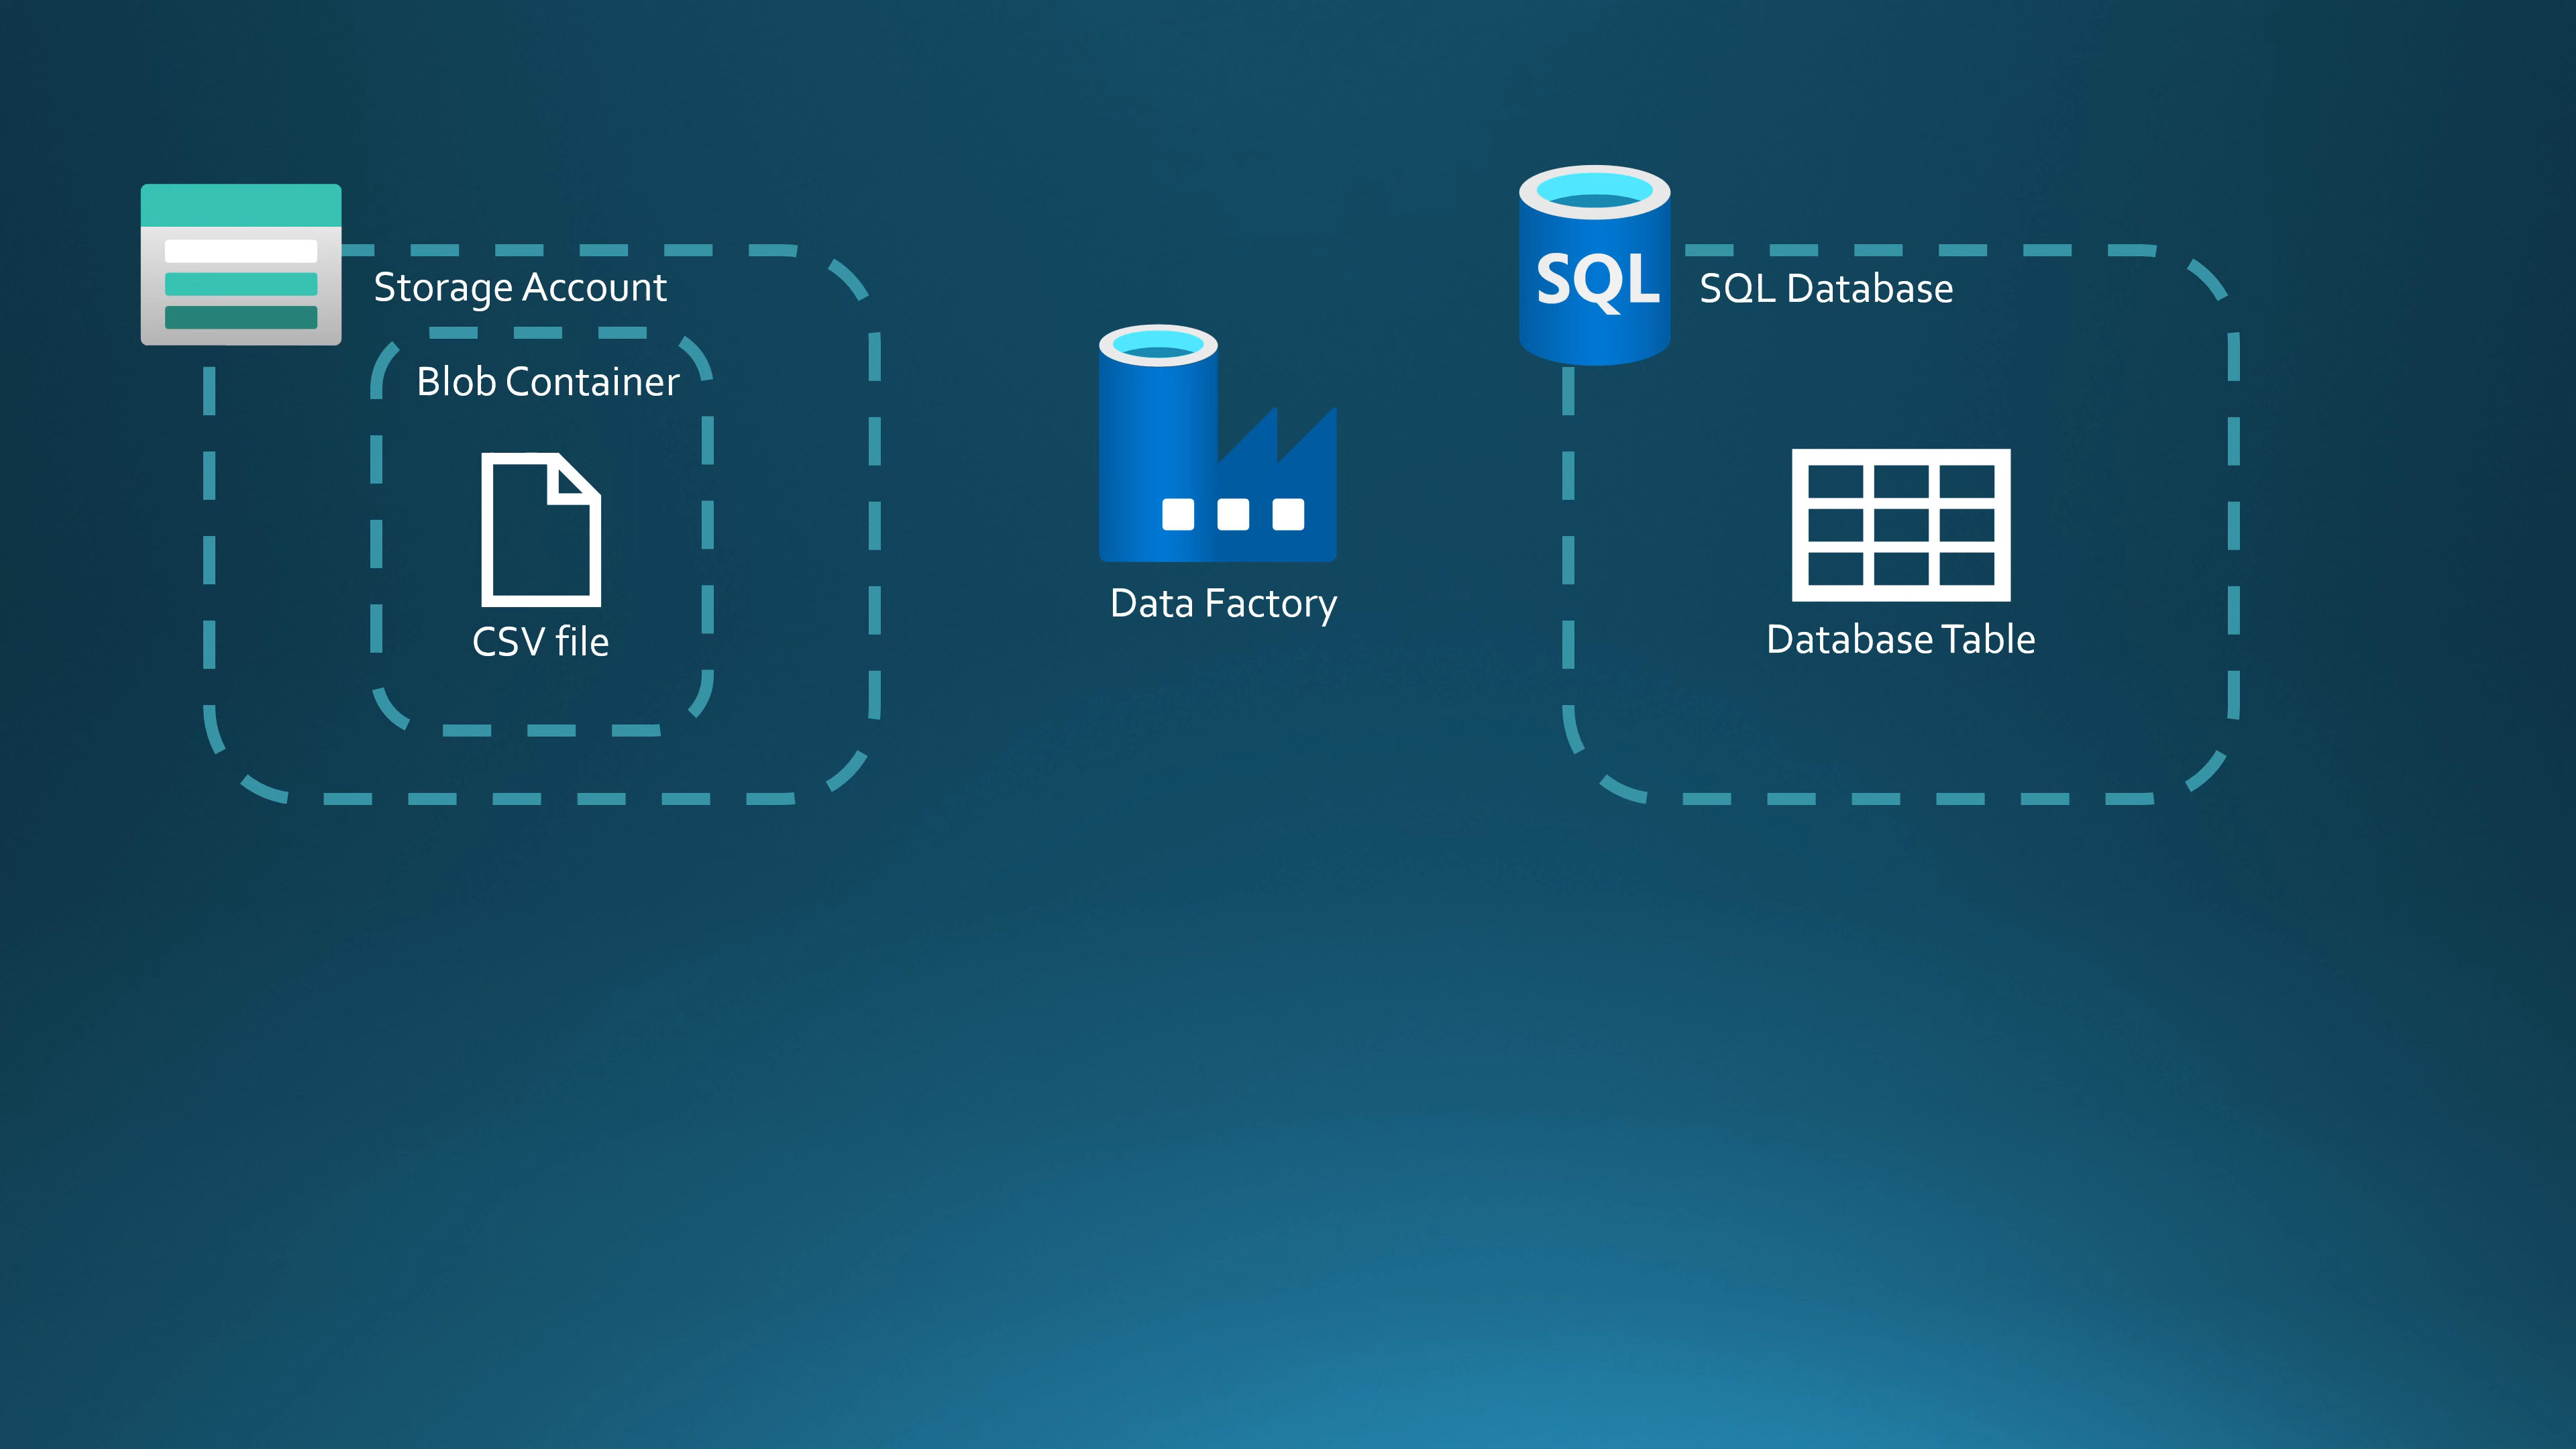 Storage Account
Blob Container
CSV file
Data Factory
SQL
SQL Database
Database Table